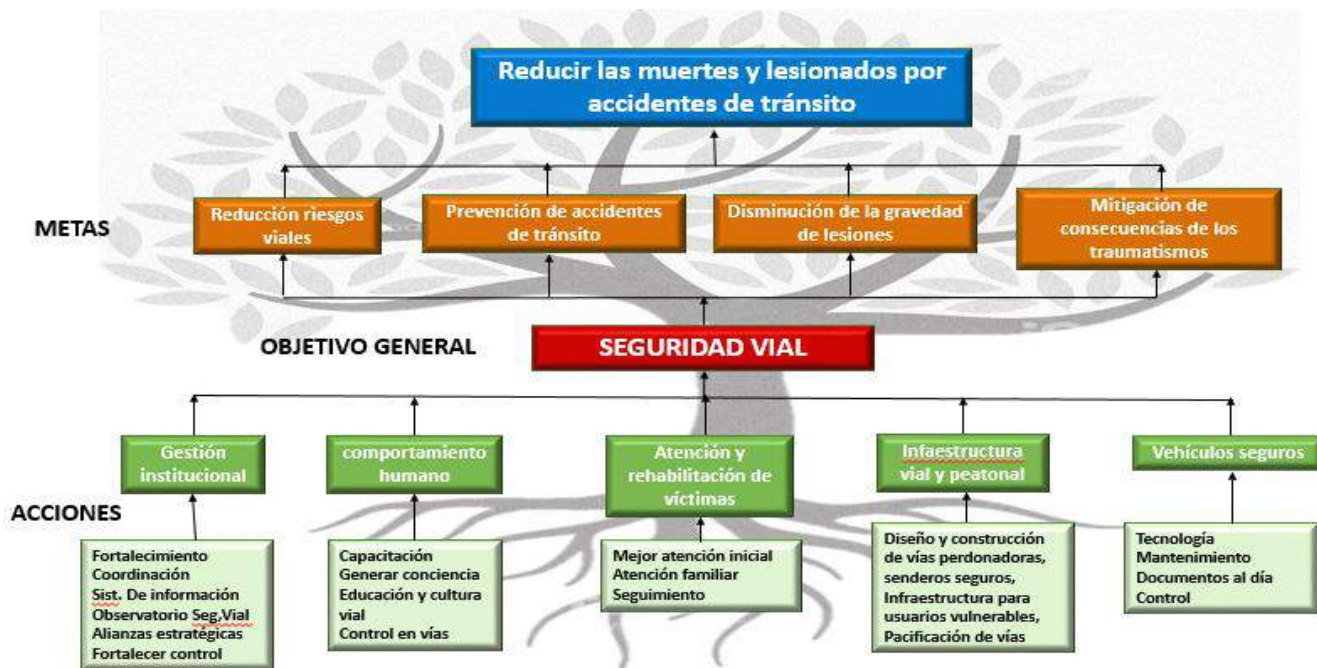 Reducir las muertes y lesionados por
accidentes de tránsito
METAS
Reducción riesgos
viales
Prevención de accidentes
de tránsito
Disminución de la gravedad
de lesiones
Mitigación de
consecuencias de los
traumatismos
OBJETIVO GENERAL
SEGURIDAD VIAL
ACCIONES
Gestión
institucional
comportamiento
humano
Atención y
rehabilitación de
víctimas
Infaestructura
vial y peatonal
Vehículos seguros
Fortalecimiento
Coordinación
Sist. De información
Observatorio Seg,Vial
Alianzas estratégicas
Fortalecer control
Capacitación
Generar conciencia
Educación y cultura
vial
Control en vías
Mejor atención inicial
Atención familiar
Seguimiento
Diseño y construcción
de vías perdonadoras,
senderos seguros,
Infraestructura para
usuarios vulnerables,
Pacificación de vías
Tecnología
Mantenimiento
Documentos al día
Control